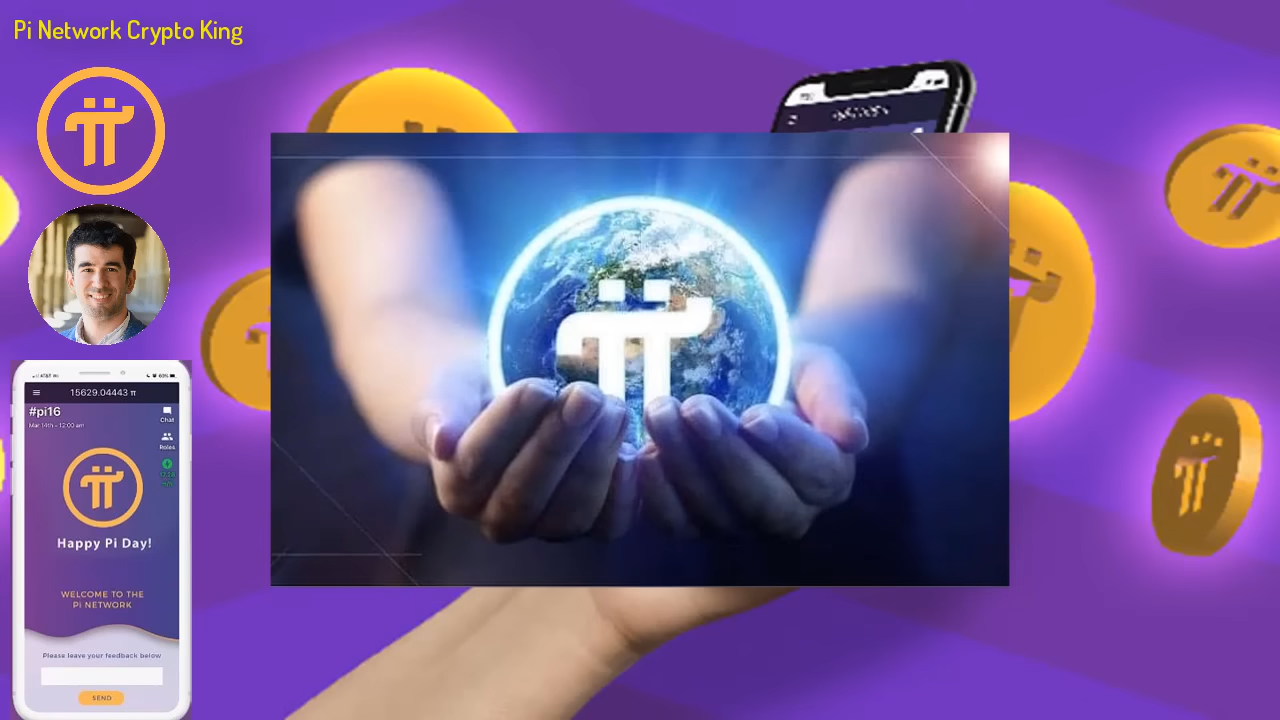 Pi Network Crypto King
15629.04443 π
#pi16
Mar 14th - 12:00 am
Chat
Roles
Happy Pi Day!
WELCOME TO THE
PI NETWORK
Please leave your feedback below
SEND